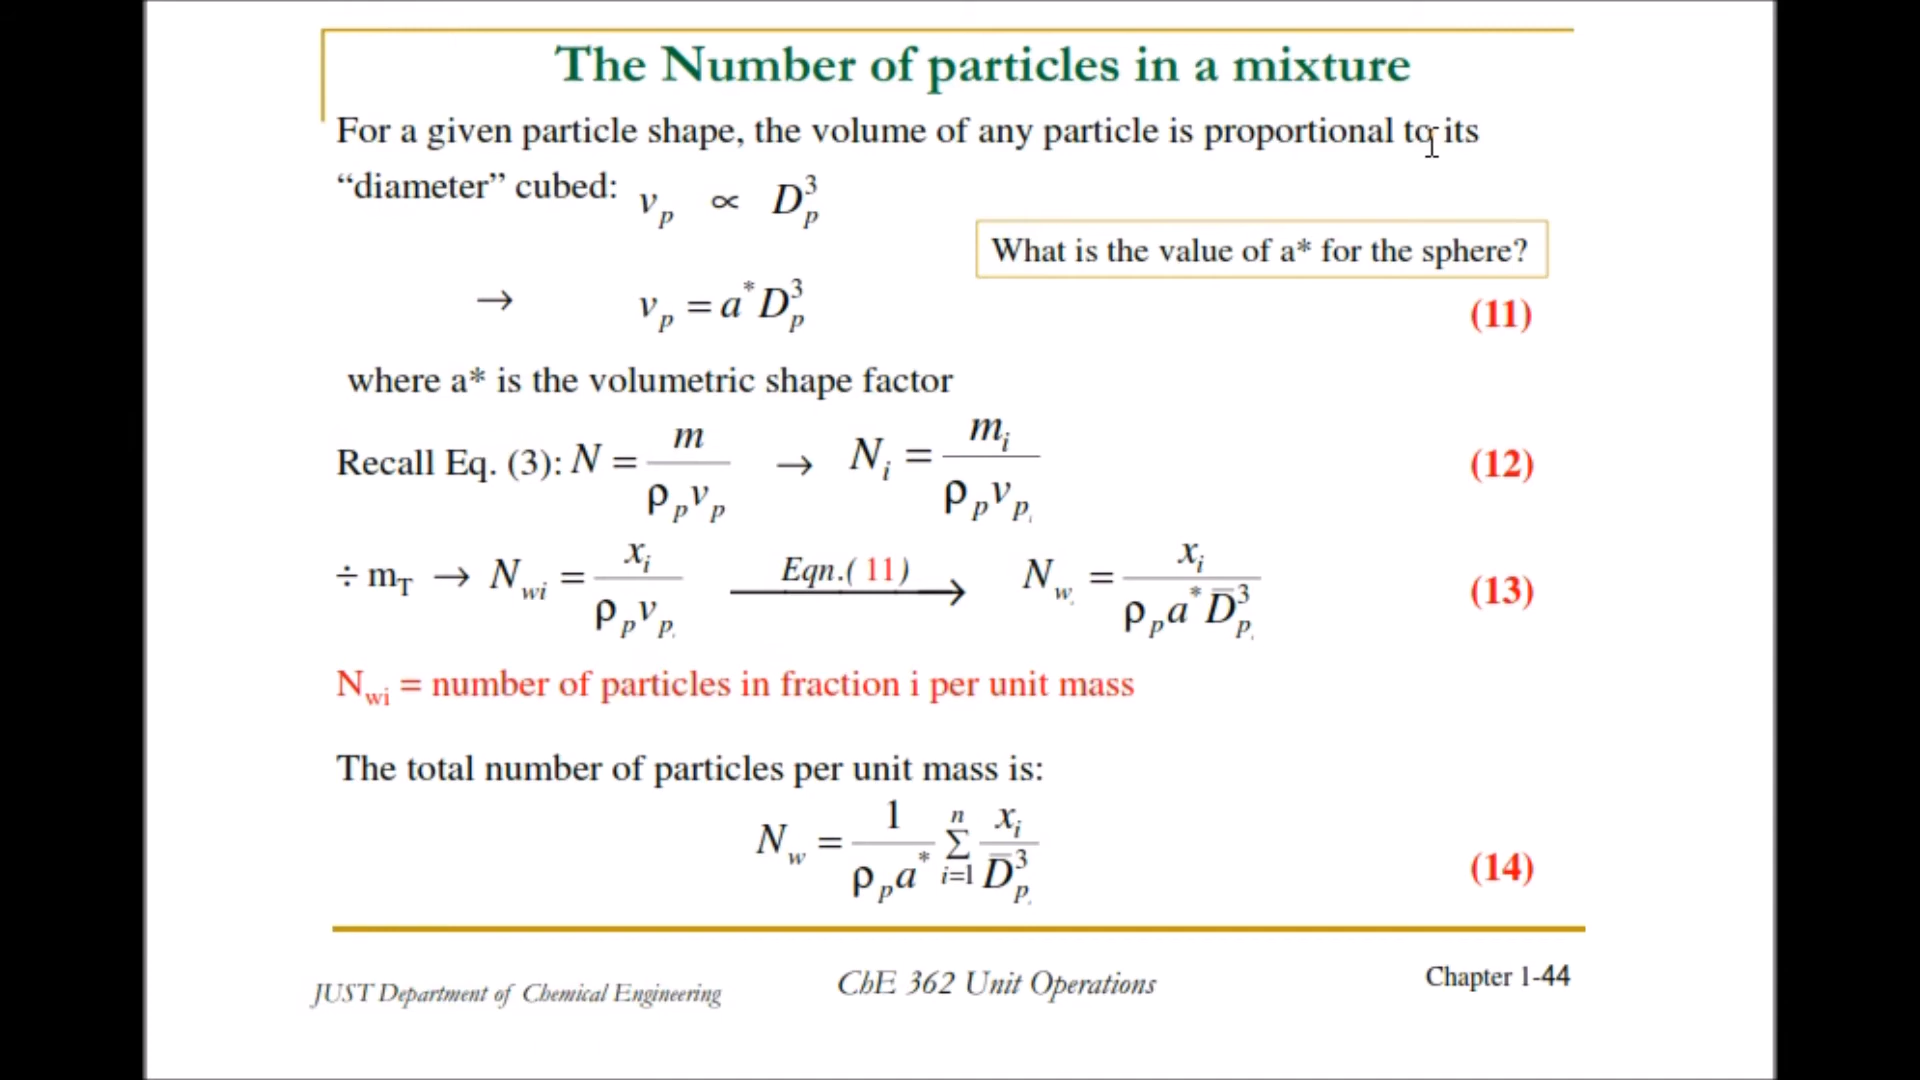 The Number of particles in a mixture
For a given particle shape, the volume of any particle is proportional to its
“diameter” cubed: v_p ∝ D_p^3
What is the value of a* for the sphere?
→ v_p = a^* D_p^3 (11)
where a* is the volumetric shape factor
Recall Eq. (3): N = m / ρ_p v_p → N_i = m_i / ρ_p v_p_i (12)
÷ m_T → N_wi = x_i / ρ_p v_p_i Eqn.( 11 ) → N_w_i = x_i / ρ_p a^* D̅_p_i^3 (13)
N_wi = number of particles in fraction i per unit mass
The total number of particles per unit mass is:
N_w = 1 / ρ_p a^* Σ_{i=1}^{n} x_i / D̅_p_i^3 (14)
JUST Department of Chemical Engineering ChE 362 Unit Operations Chapter 1-44